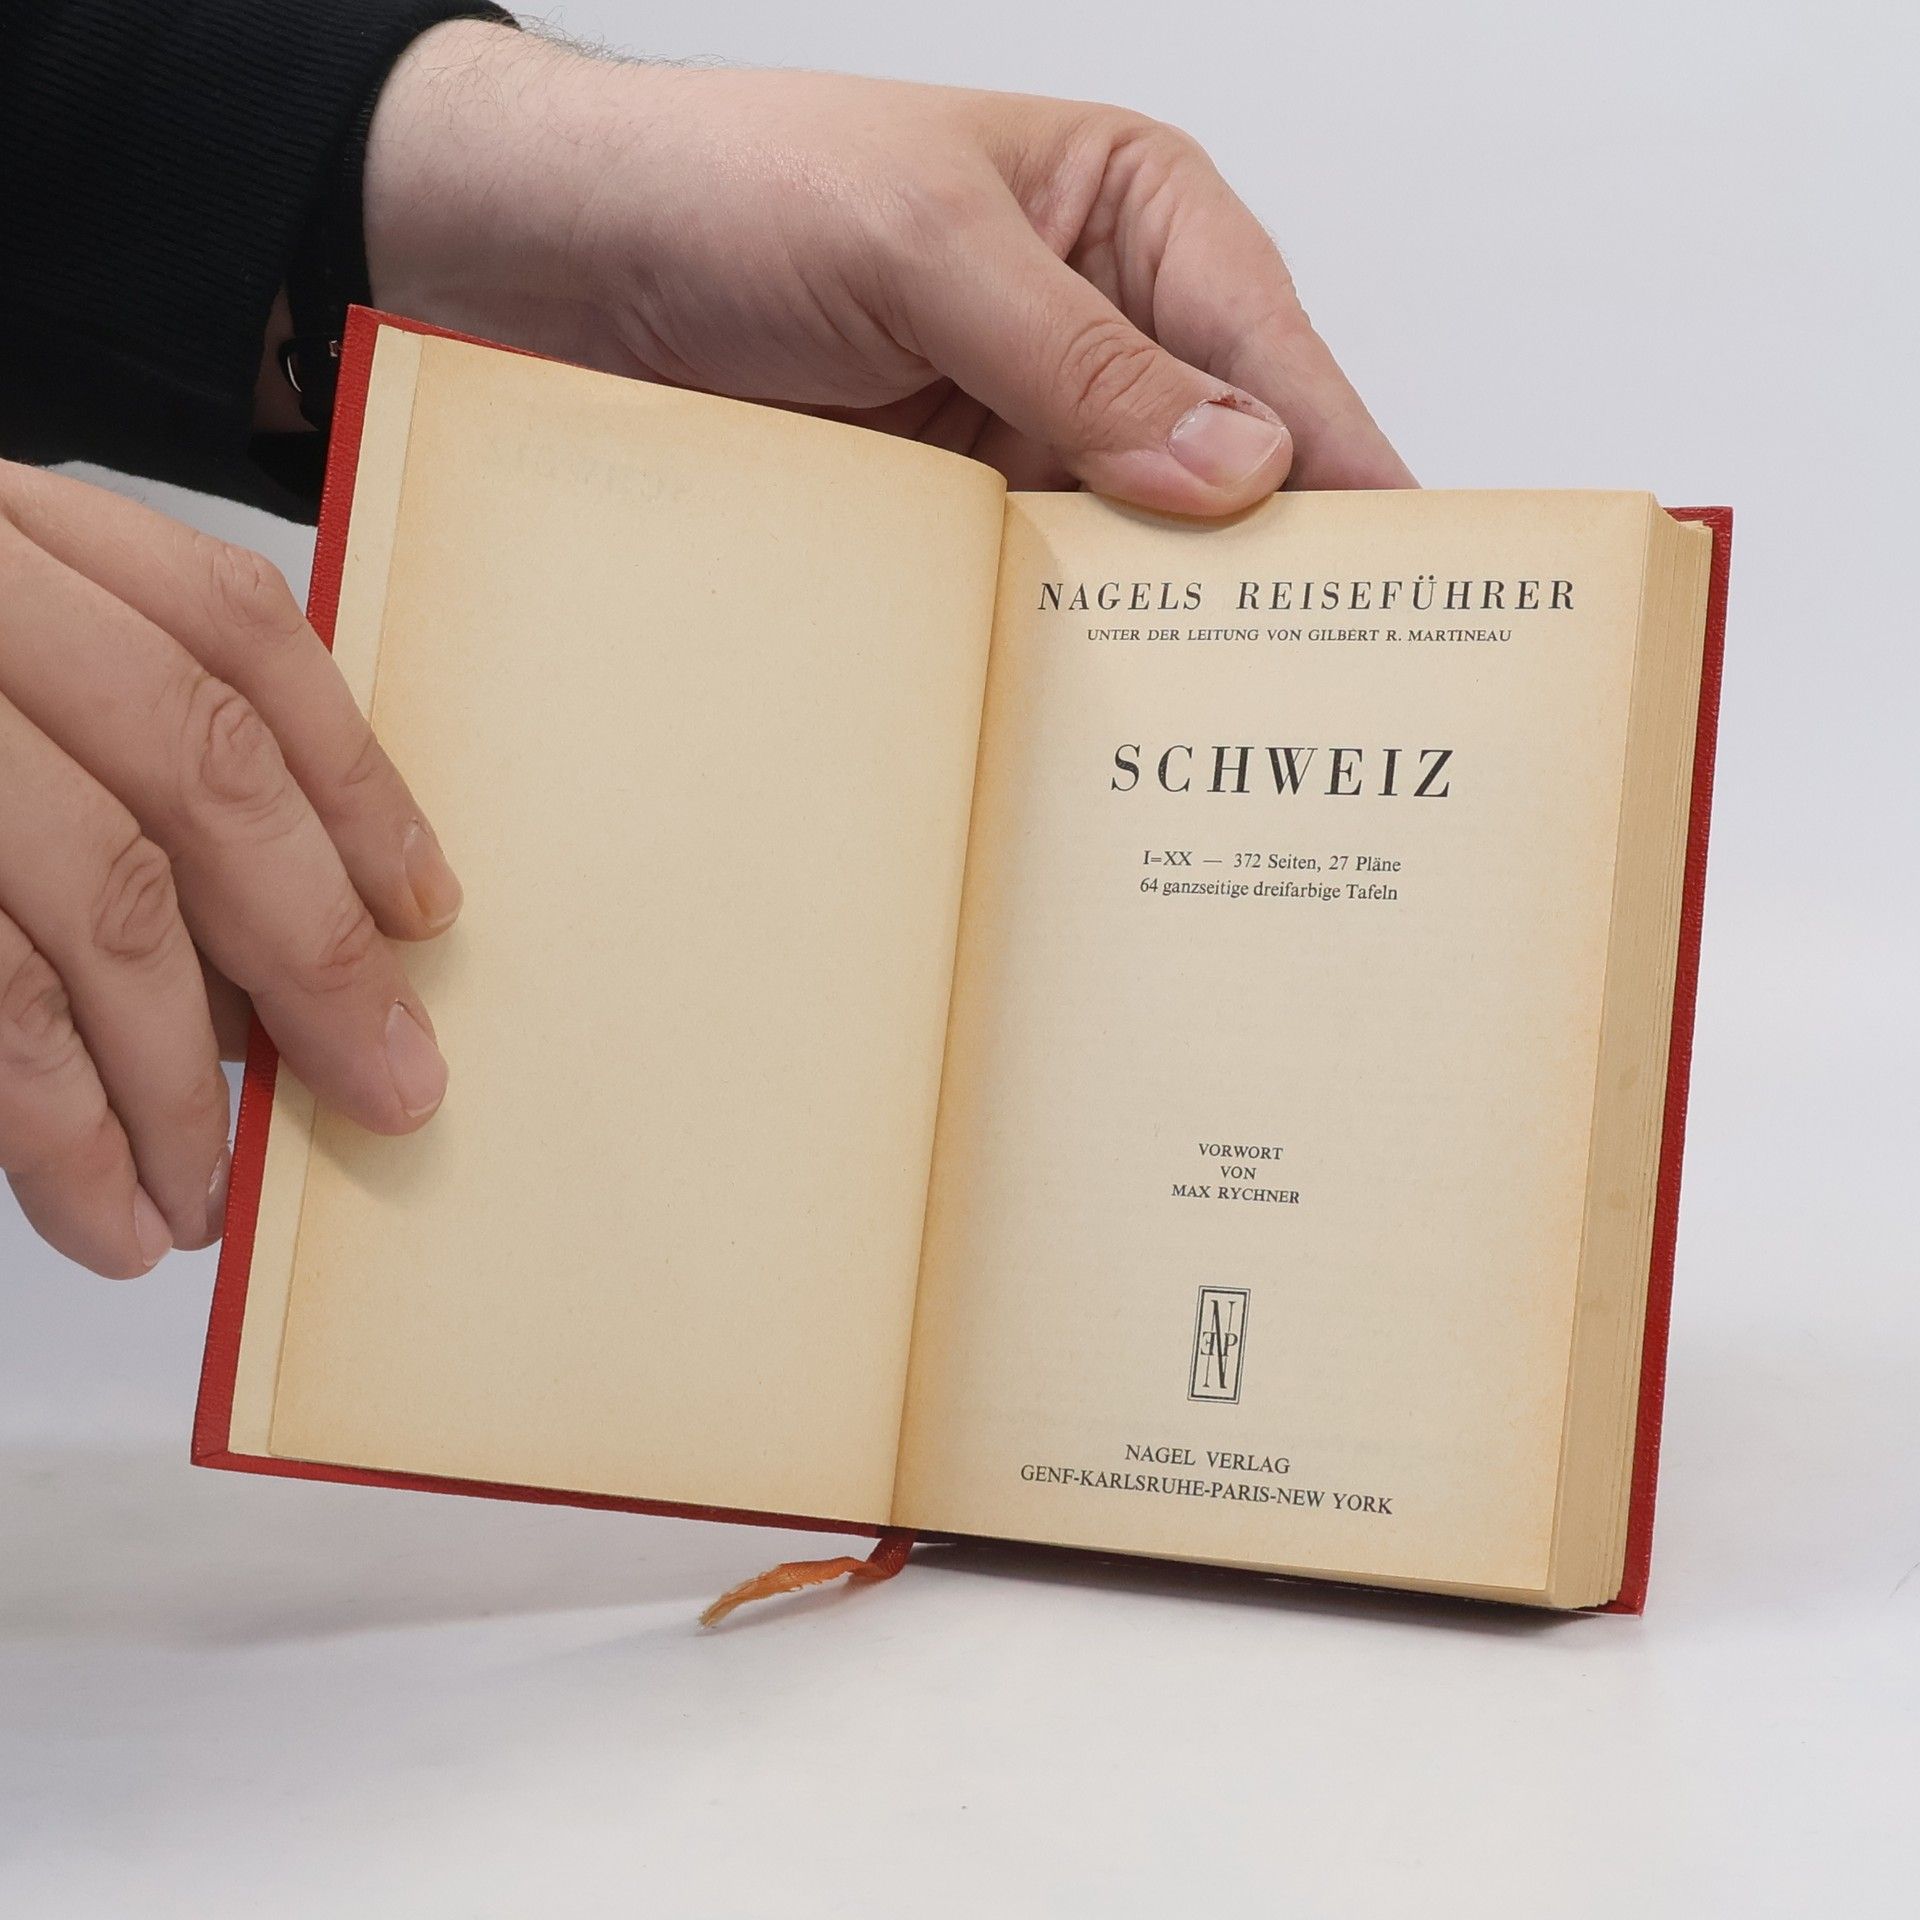 NAGELS REISEFÜHRER
UNTER DER LEITUNG VON GILBERT R. MARTINEAU
SCHWEIZ
I=XX — 372 Seiten, 27 Pläne
64 ganzseitige dreifarbige Tafeln
VORWORT
VON
MAX RYCHNER
NEPN
NAGEL VERLAG
GENF-KARLSRUHE-PARIS-NEW YORK